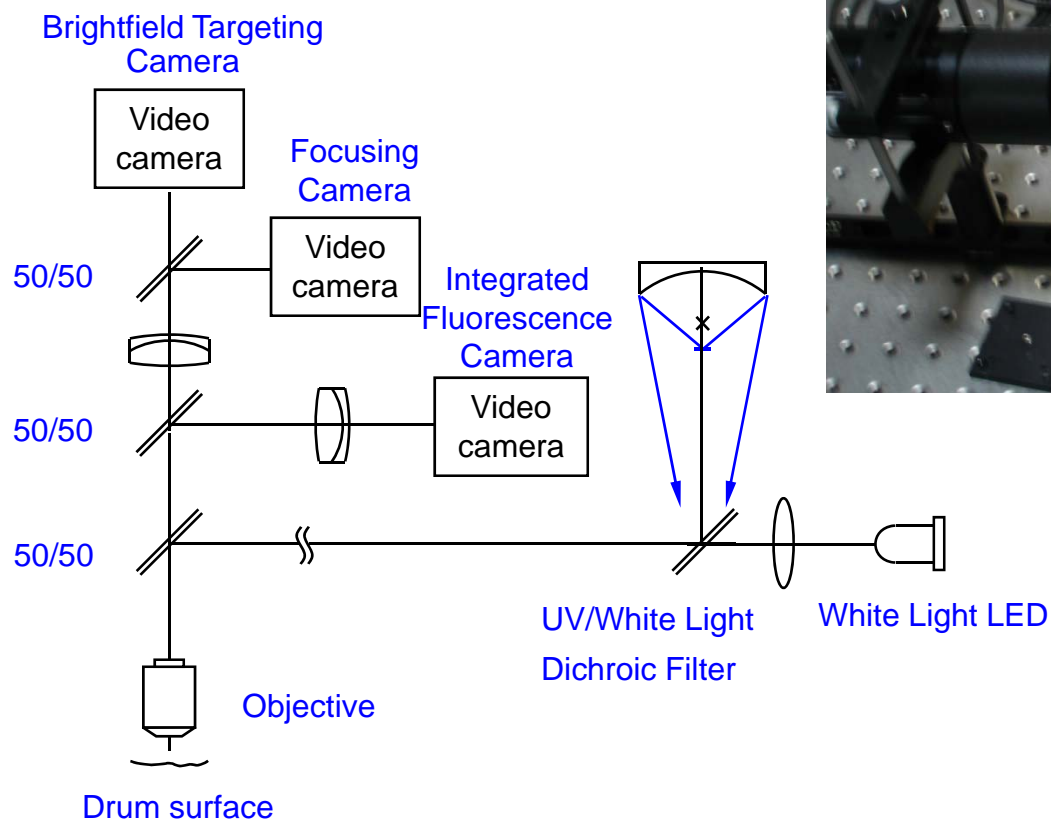 Brightfield Targeting
Camera
Video
camera
Focusing
Camera
Video
camera
50/50
Integrated
Fluorescence
Camera
Video
camera
50/50
50/50
UV/White Light
Dichroic Filter
White Light LED
Objective
Drum surface